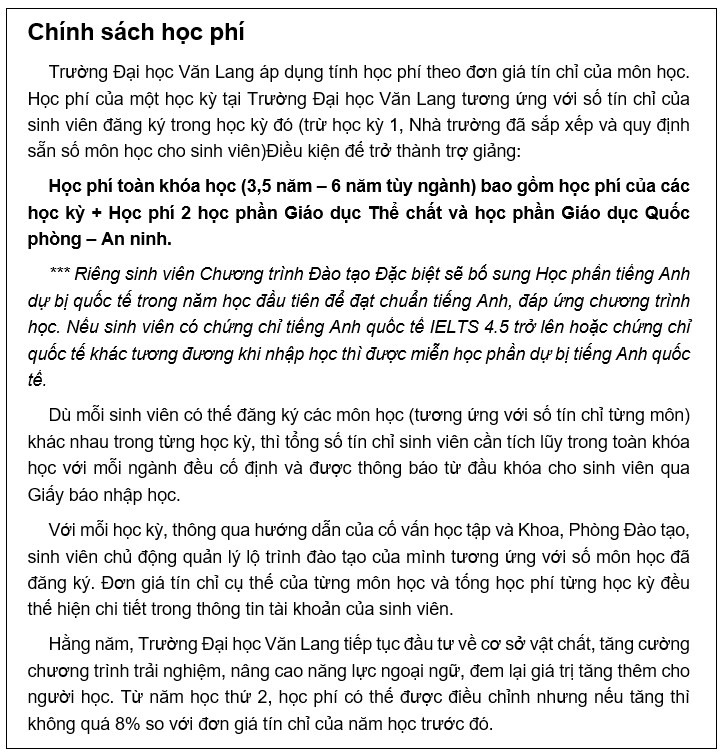 Chính sách học phí
Trường Đại học Văn Lang áp dụng tính học phí theo đơn giá tín chỉ của môn học.
Học phí của một học kỳ tại Trường Đại học Văn Lang tương ứng với số tín chỉ của
sinh viên đăng ký trong học kỳ đó (trừ học kỳ 1, Nhà trường đã sắp xếp và quy định
sẵn số môn học cho sinh viên)Điều kiện để trở thành trợ giảng:
Học phí toàn khóa học (3,5 năm – 6 năm tùy ngành) bao gồm học phí của các
học kỳ + Học phí 2 học phần Giáo dục Thể chất và học phần Giáo dục Quốc
phòng – An ninh.
*** Riêng sinh viên Chương trình Đào tạo Đặc biệt sẽ bổ sung Học phần tiếng Anh
dự bị quốc tế trong năm học đầu tiên để đạt chuẩn tiếng Anh, đáp ứng chương trình
học. Nếu sinh viên có chứng chỉ tiếng Anh quốc tế IELTS 4.5 trở lên hoặc chứng chỉ
quốc tế khác tương đương khi nhập học thì được miễn học phần dự bị tiếng Anh quốc
tế.
Dù mỗi sinh viên có thể đăng ký các môn học (tương ứng với số tín chỉ từng môn)
khác nhau trong từng học kỳ, thì tổng số tín chỉ sinh viên cần tích lũy trong toàn khóa
học với mỗi ngành đều cố định và được thông báo từ đầu khóa cho sinh viên qua
Giấy báo nhập học.
Với mỗi học kỳ, thông qua hướng dẫn của cố vấn học tập và Khoa, Phòng Đào tạo,
sinh viên chủ động quản lý lộ trình đào tạo của mình tương ứng với số môn học đã
đăng ký. Đơn giá tín chỉ cụ thể của từng môn học và tổng học phí từng học kỳ đều
thể hiện chi tiết trong thông tin tài khoản của sinh viên.
Hằng năm, Trường Đại học Văn Lang tiếp tục đầu tư về cơ sở vật chất, tăng cường
chương trình trải nghiệm, nâng cao năng lực ngoại ngữ, đem lại giá trị tăng thêm cho
người học. Từ năm học thứ 2, học phí có thể được điều chỉnh nhưng nếu tăng thì
không quá 8% so với đơn giá tín chỉ của năm học trước đó.